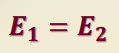 E₁ = E₂